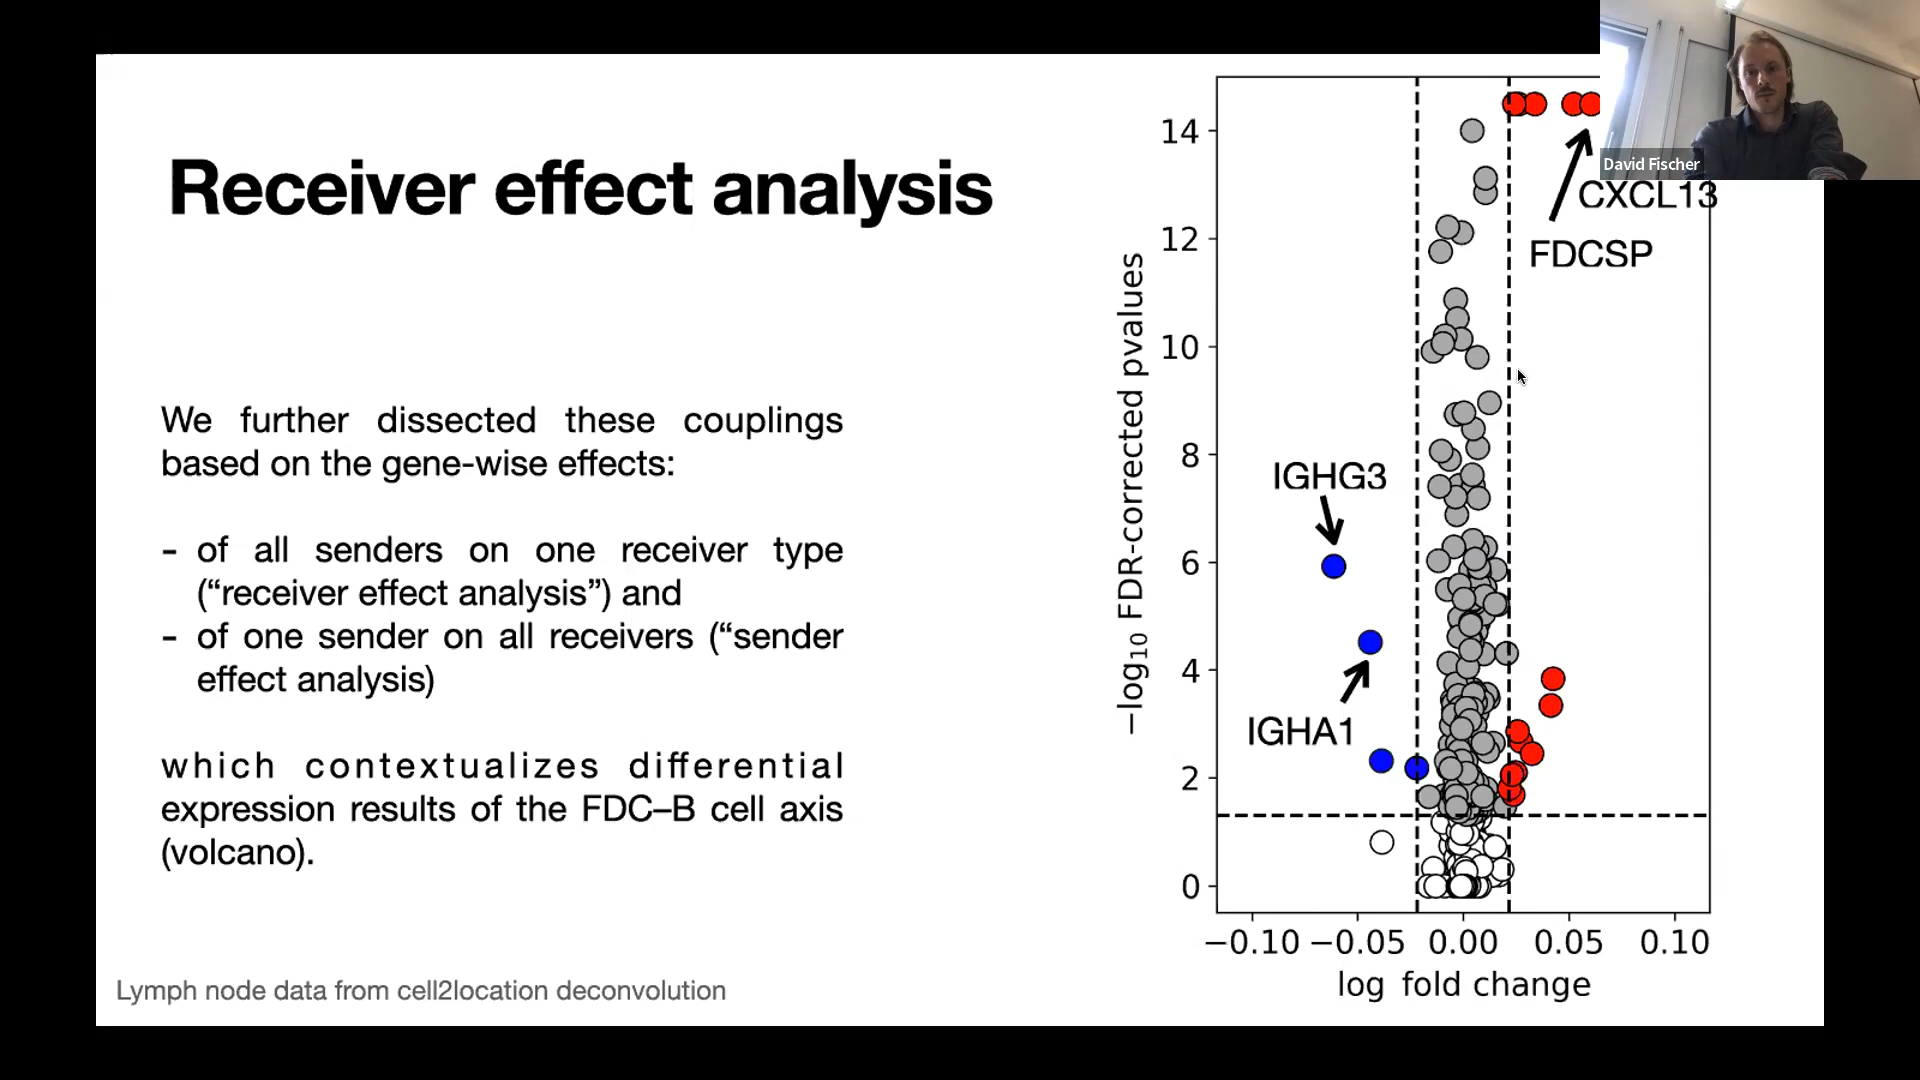 David Fischer
Receiver effect analysis
We further dissected these couplings
based on the gene-wise effects:
- of all senders on one receiver type
(“receiver effect analysis”) and
- of one sender on all receivers (“sender
effect analysis)
which contextualizes differential
expression results of the FDC–B cell axis
(volcano).
Lymph node data from cell2location deconvolution
−log10 FDR-corrected pvalues
14
12
10
8
6
4
2
0
CXCL13
FDCSP
IGHG3
IGHA1
−0.10 −0.05 0.00 0.05 0.10
log fold change